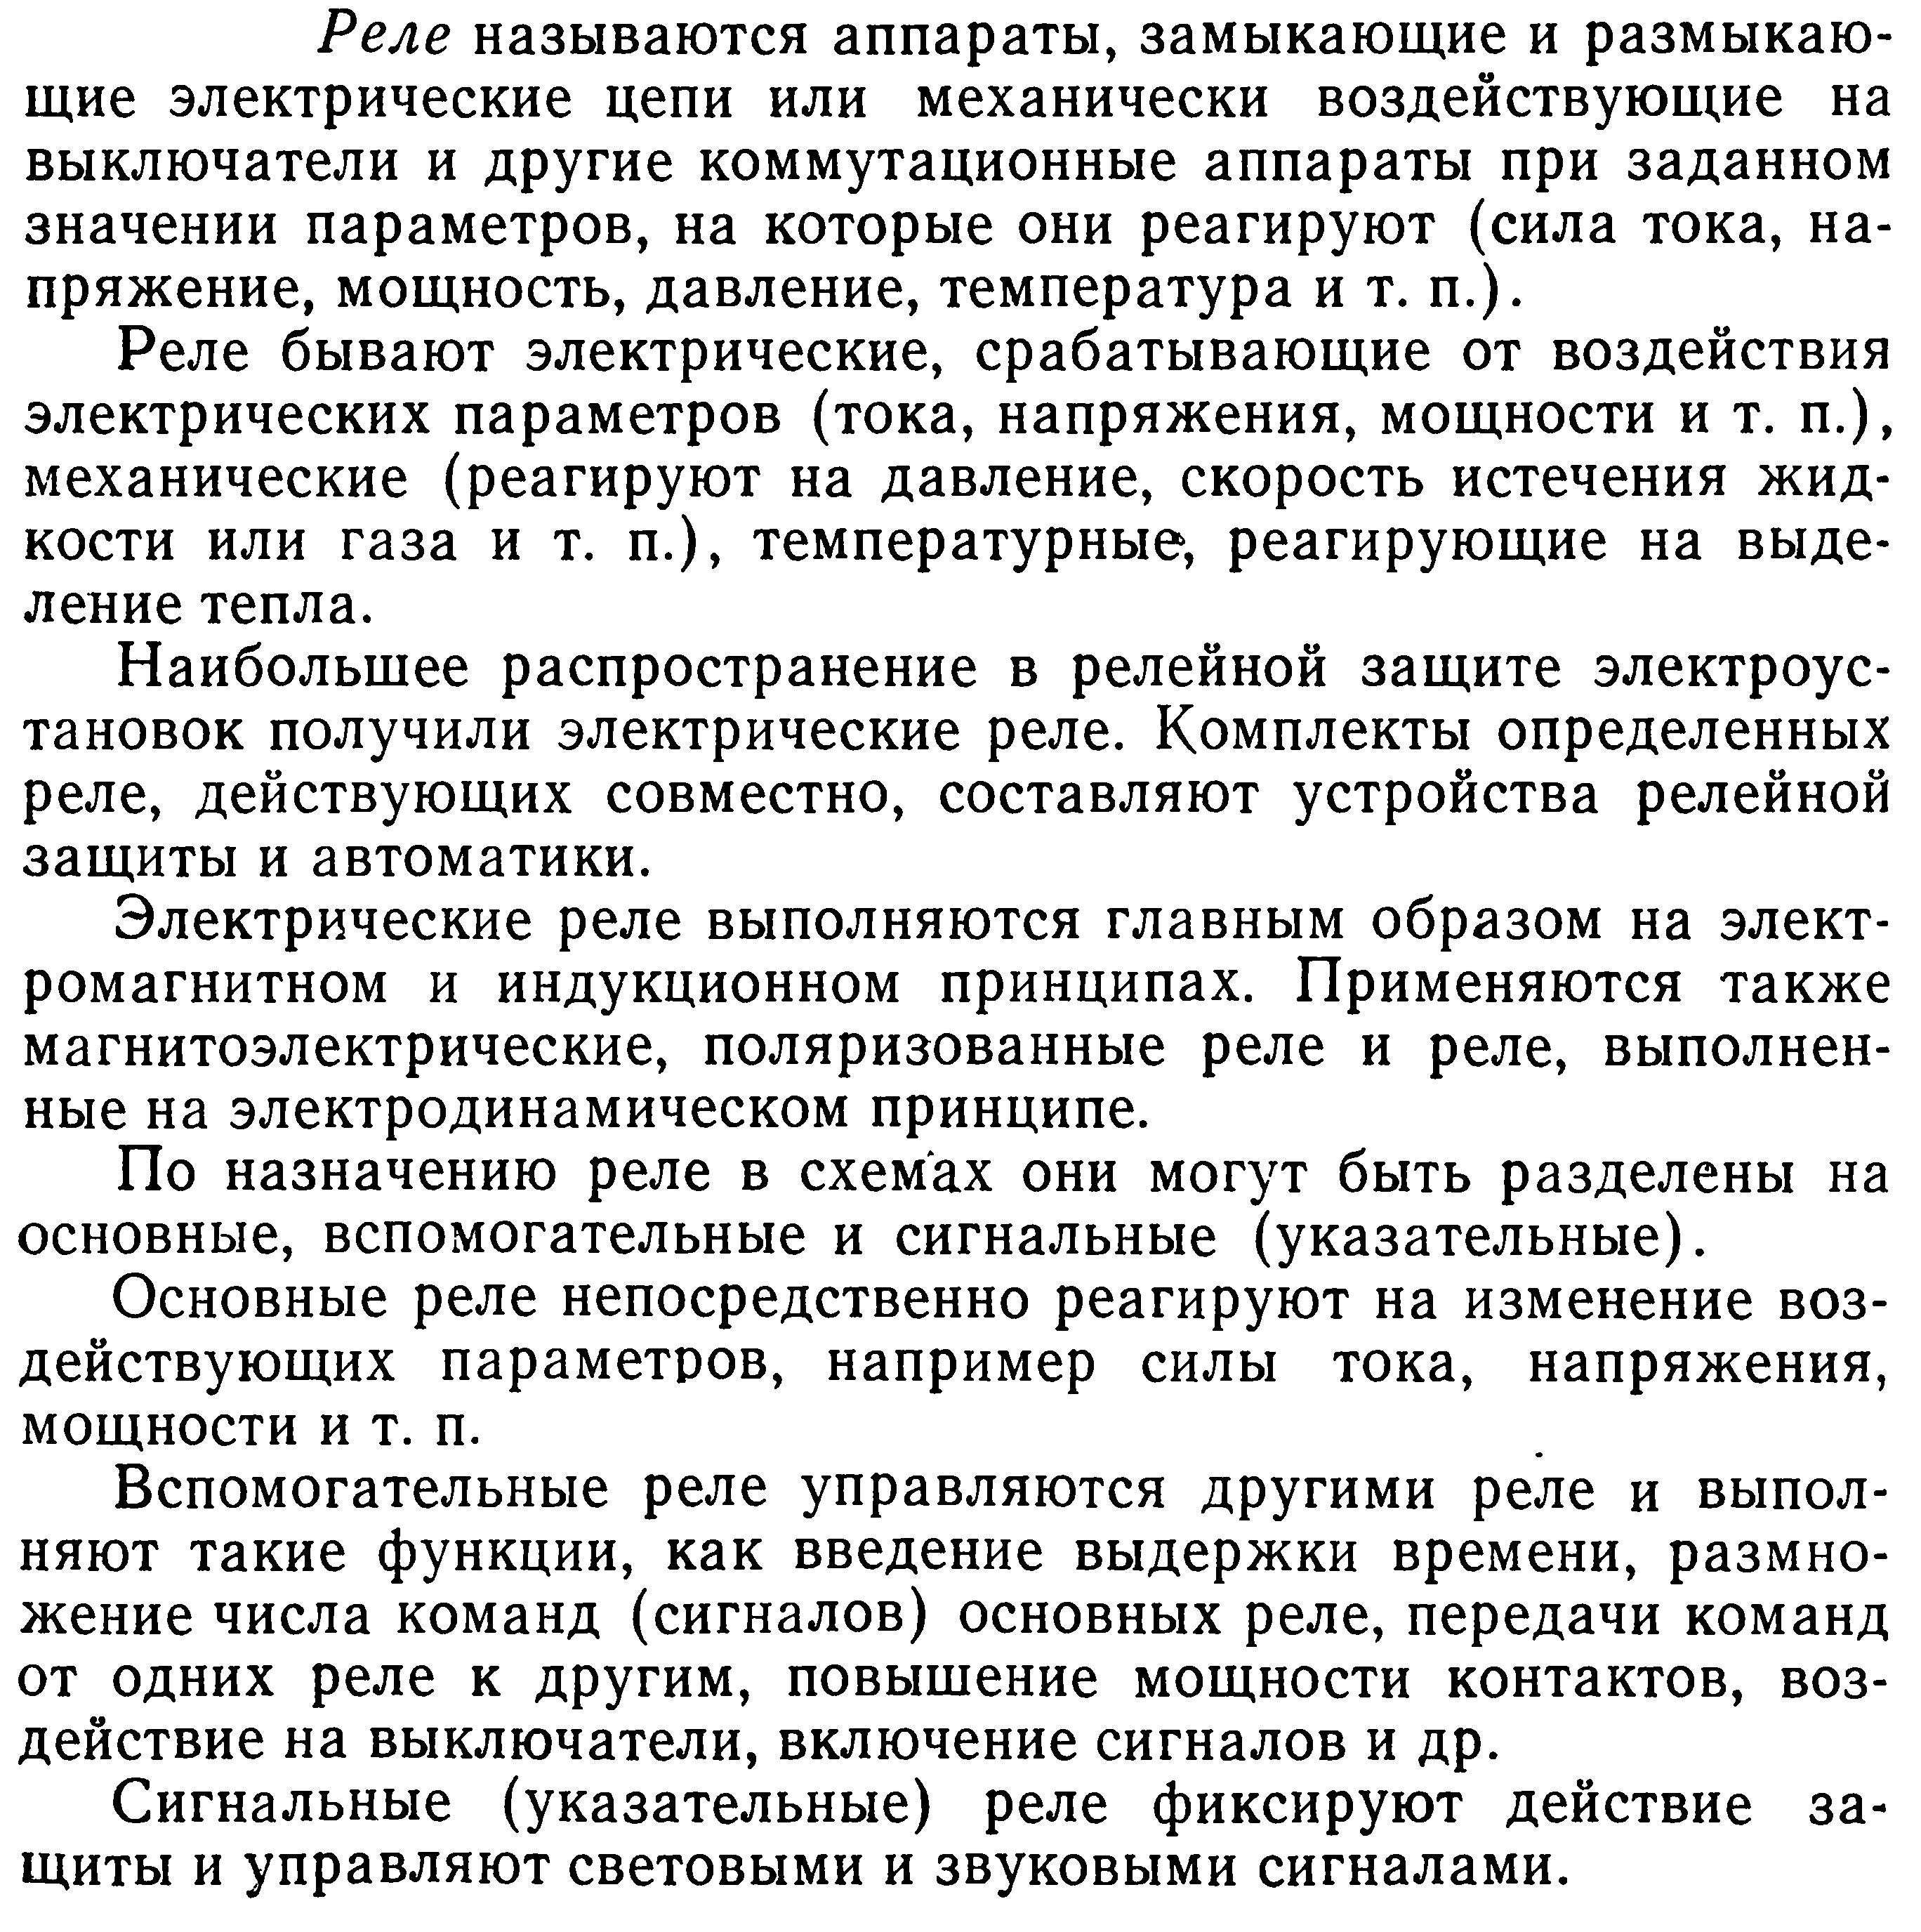 Реле называются аппараты, замыкающие и размыкаю-
щие электрические цепи или механически воздействующие на
выключатели и другие коммутационные аппараты при заданном
значении параметров, на которые они реагируют (сила тока, на-
пряжение, мощность, давление, температура и т. п.).
Реле бывают электрические, срабатывающие от воздействия
электрических параметров (тока, напряжения, мощности и т. п.),
механические (реагируют на давление, скорость истечения жид-
кости или газа и т. п.), температурные, реагирующие на выде-
ление тепла.
Наибольшее распространение в релейной защите электроус-
тановок получили электрические реле. Комплекты определенных
реле, действующих совместно, составляют устройства релейной
защиты и автоматики.
Электрические реле выполняются главным образом на элект-
ромагнитном и индукционном принципах. Применяются также
магнитоэлектрические, поляризованные реле и реле, выполнен-
ные на электродинамическом принципе.
По назначению реле в схемах они могут быть разделены на
основные, вспомогательные и сигнальные (указательные).
Основные реле непосредственно реагируют на изменение воз-
действующих параметров, например силы тока, напряжения,
мощности и т. п.
Вспомогательные реле управляются другими реле и выпол-
няют такие функции, как введение выдержки времени, размно-
жение числа команд (сигналов) основных реле, передачи команд
от одних реле к другим, повышение мощности контактов, воз-
действие на выключатели, включение сигналов и др.
Сигнальные (указательные) реле фиксируют действие за-
щиты и управляют световыми и звуковыми сигналами.